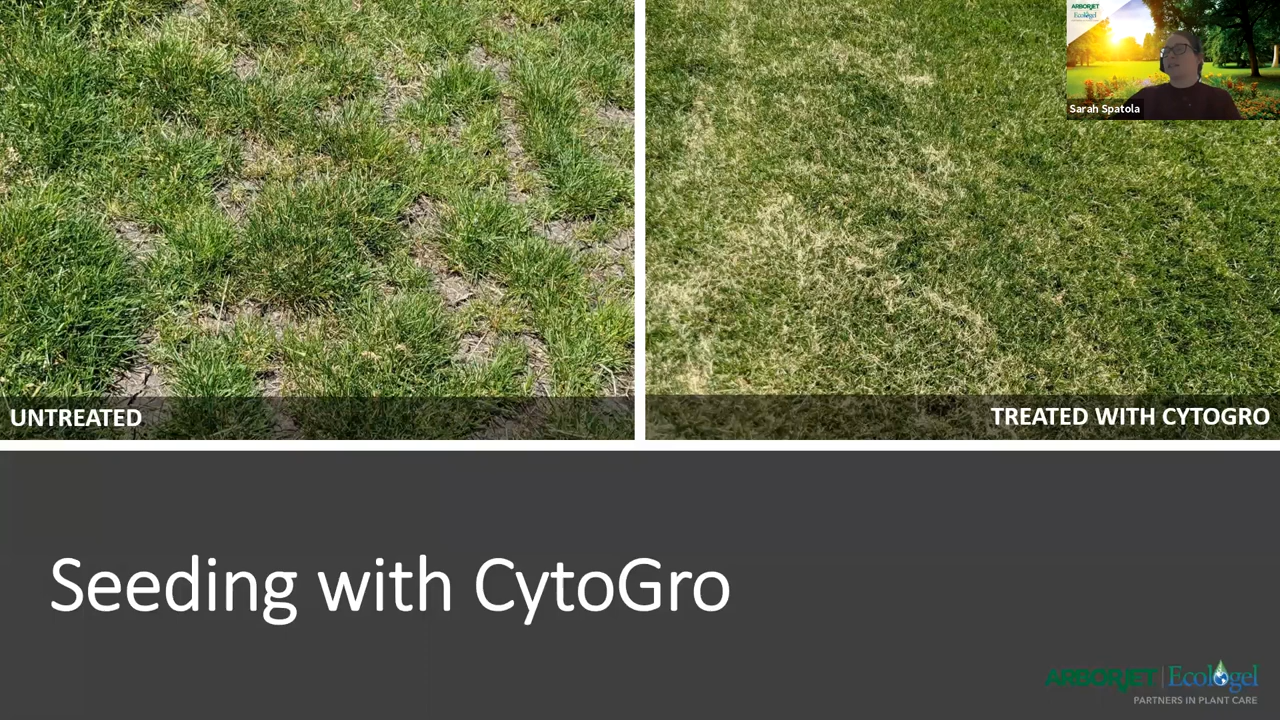 ARBORJET
Ecologel
Sarah Spatola
UNTREATED
TREATED WITH CYTOGRO
Seeding with CytoGro
ARBORJET | Ecologel
PARTNERS IN PLANT CARE